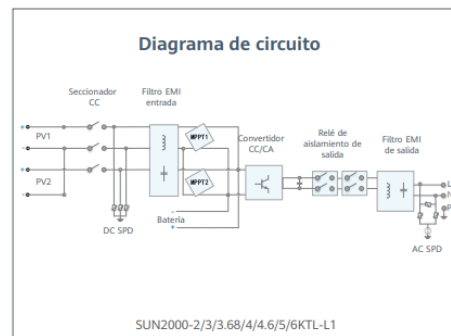 Diagrama de circuito
Seccionador
CC
Filtro EMI
entrada
PV1
PV2
MPPT1
MPPT2
Convertidor
CC/CA
Relé de
aislamiento de
salida
Filtro EMI
de salida
L
N
Batería
DC SPD
AC SPD
SUN2000-2/3/3.68/4/4.6/5/6KTL-L1